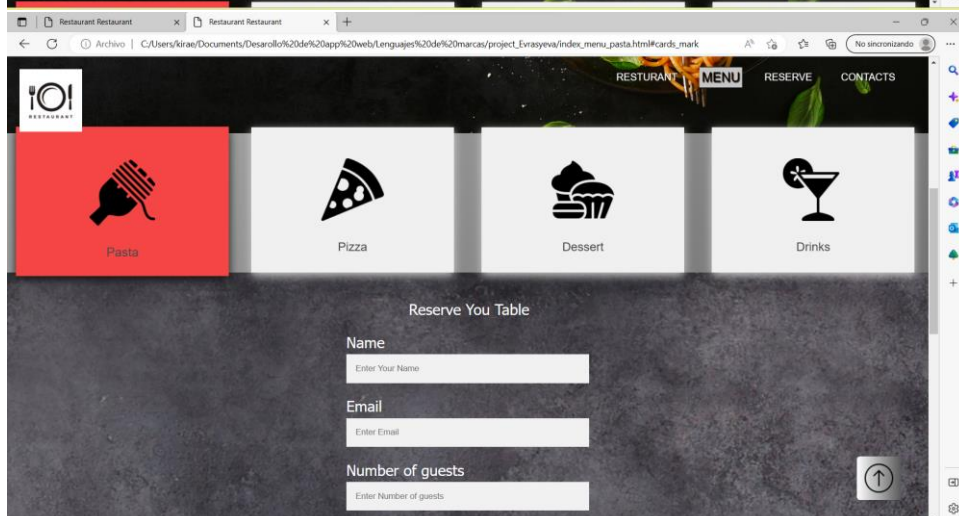 Restaurant Restaurant
Restaurant Restaurant
Archivo | C:/Users/kirae/Documents/Desarollo%20de%20app%20web/Lenguajes%20de%20marcas/project_Evrasyeva/index_menu_pasta.html#cards_mark
No sincronizando
RESTAURANT
RESTURANT MENU RESERVE CONTACTS
Pasta Pizza Dessert Drinks
Reserve You Table
Name
Enter Your Name
Email
Enter Email
Number of guests
Enter Number of guests